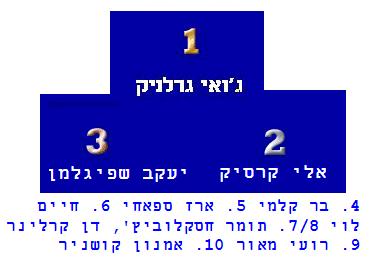 1
ג'ואי גרלניק
2
אלי קרסיק
3
יעקב שפיגלמן
4. בר קלמי 5. ארז ספאחי 6. חיים
לוי 7/8. תומר חסקלוביץ', דן קרלינר
9. רועי מאור 10. אמנון קושניר